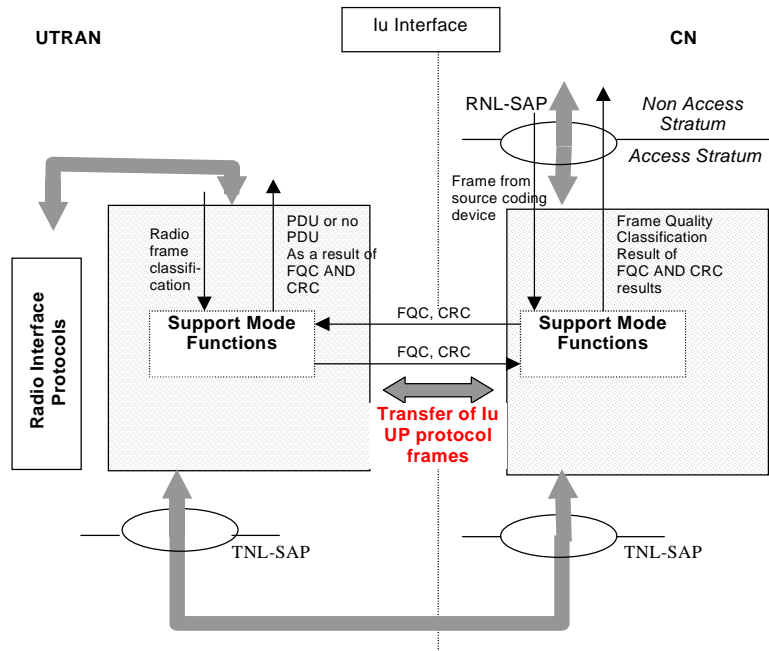 Iu Interface
UTRAN
CN
RNL-SAP
Non Access
Stratum
Access Stratum
Frame from
source coding
device
Radio
frame
classifi-
cation
PDU or no
PDU
As a result of
FQC AND
CRC
Frame Quality
Classification
Result of
FQC AND CRC
results
Radio Interface
Protocols
Support Mode
Functions
FQC, CRC
FQC, CRC
Support Mode
Functions
Transfer of Iu
UP protocol
frames
TNL-SAP
TNL-SAP